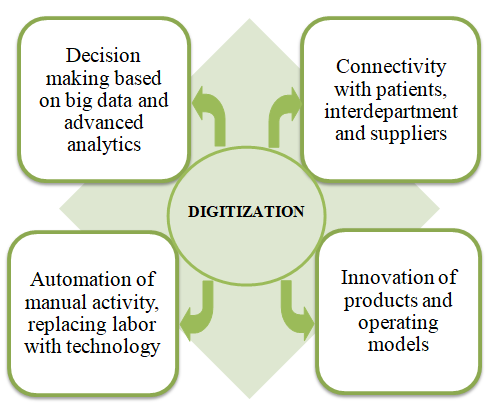 Decision
making based
on big data and
advanced
analytics
Connectivity
with patients,
interdepartment
and suppliers
DIGITIZATION
Automation of
manual activity,
replacing labor
with technology
Innovation of
products and
operating
models